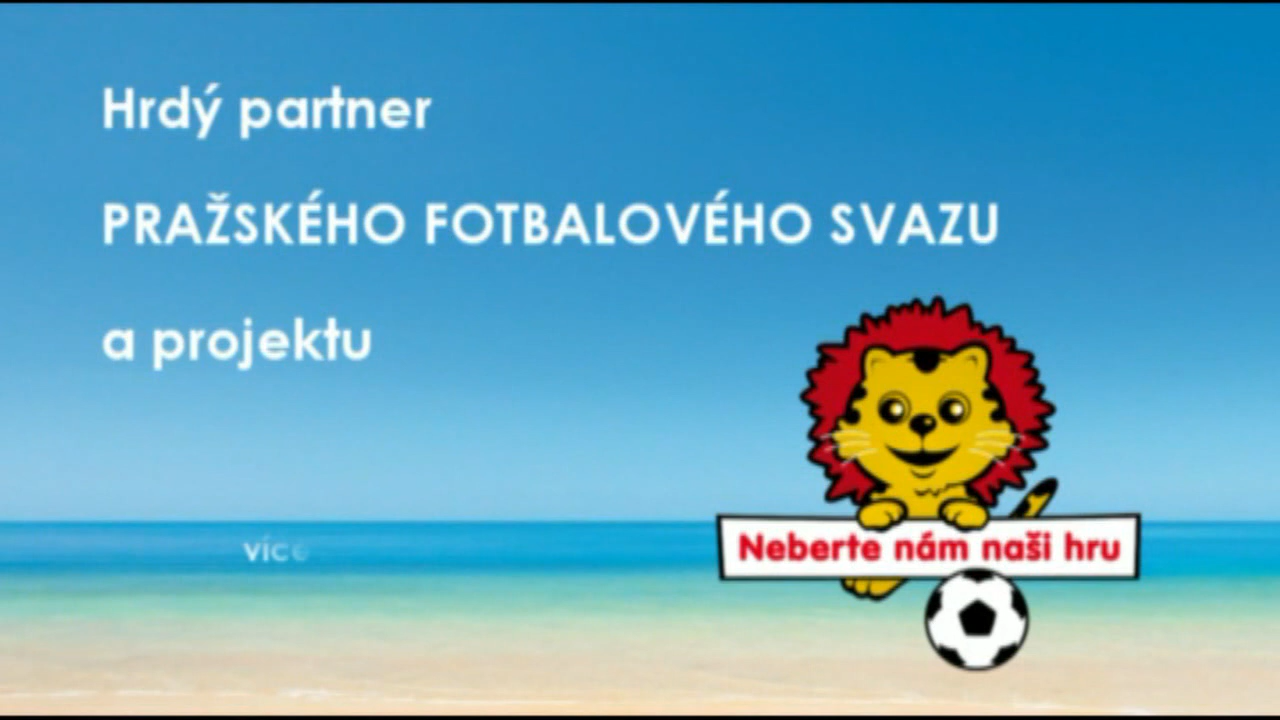 Hrdý partner
PRAŽSKÉHO FOTBALOVÉHO SVAZU
a projektu
Neberte nám naši hru
více